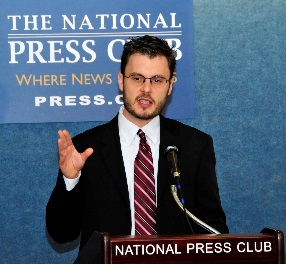 THE NATIONAL
PRESS CLUB
WHERE NEWS
PRESS.C
NATIONAL PRESS CLUB